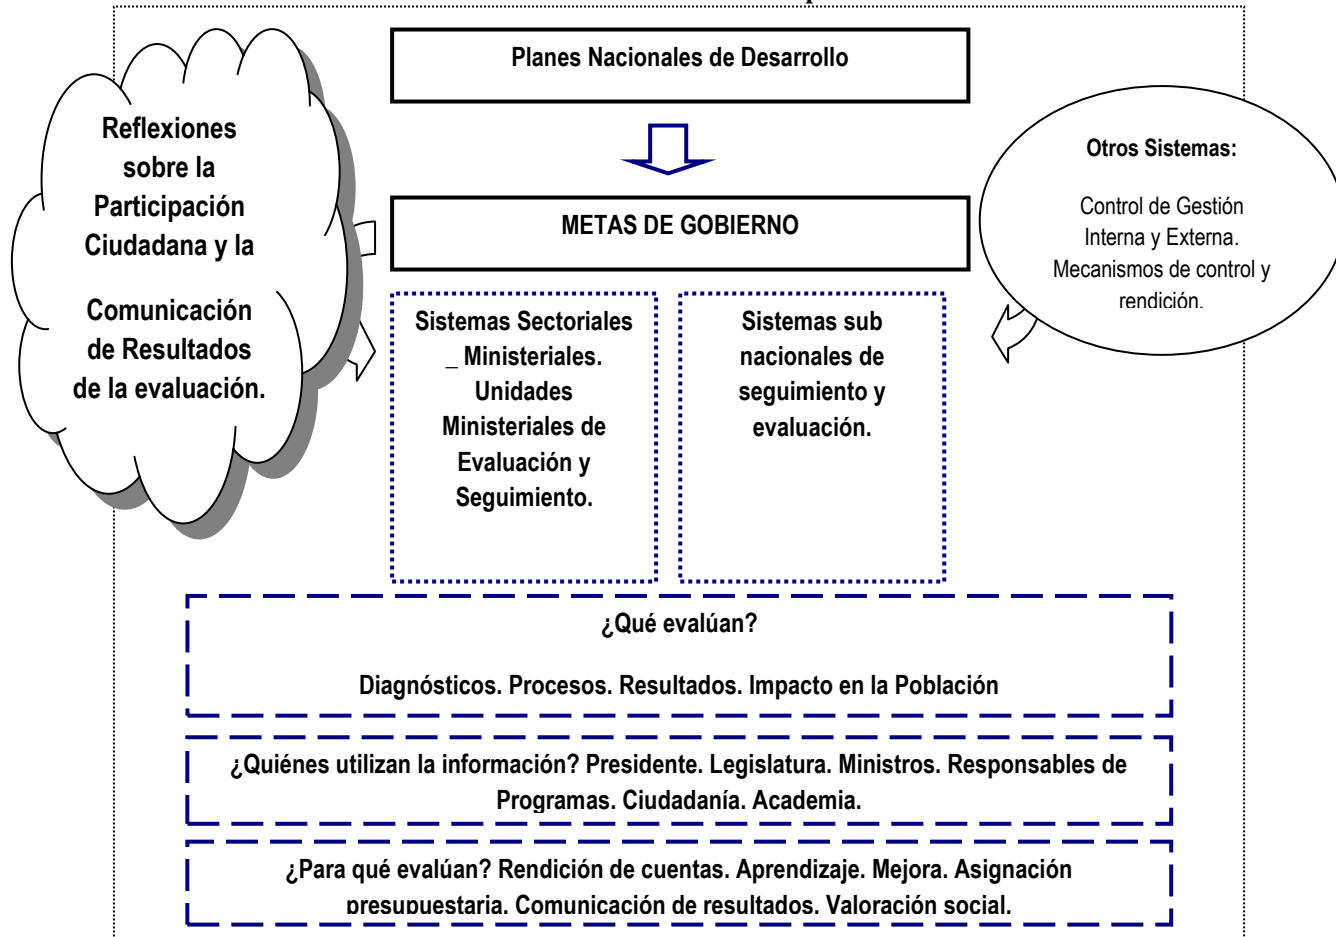 Planes Nacionales de Desarrollo
Reflexiones
sobre la
Participación
Ciudadana y la
Comunicación
de Resultados
de la evaluación.
Otros Sistemas:
Control de Gestión
Interna y Externa.
Mecanismos de control y
rendición.
METAS DE GOBIERNO
Sistemas Sectoriales
_ Ministeriales.
Unidades
Ministeriales de
Evaluación y
Seguimiento.
Sistemas sub
nacionales de
seguimiento y
evaluación.
¿Qué evalúan?
Diagnósticos. Procesos. Resultados. Impacto en la Población
¿Quiénes utilizan la información? Presidente. Legislatura. Ministros. Responsables de
Programas. Ciudadanía. Academia.
¿Para qué evalúan? Rendición de cuentas. Aprendizaje. Mejora. Asignación
presupuestaria. Comunicación de resultados. Valoración social.